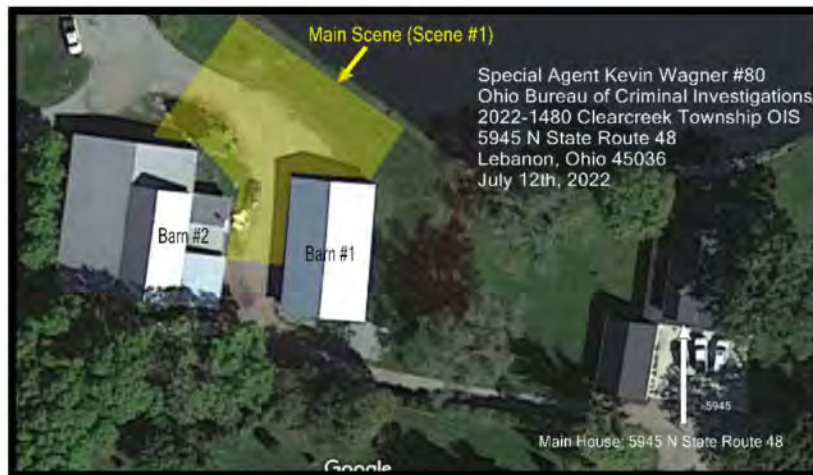 Main Scene (Scene #1)
Special Agent Kevin Wagner #80
Ohio Bureau of Criminal Investigations
2022-1480 Clearcreek Township OIS
5945 N State Route 48
Lebanon, Ohio 45036
July 12th, 2022
Barn #2
Barn #1
5945
Main House: 5945 N State Route 48
Google